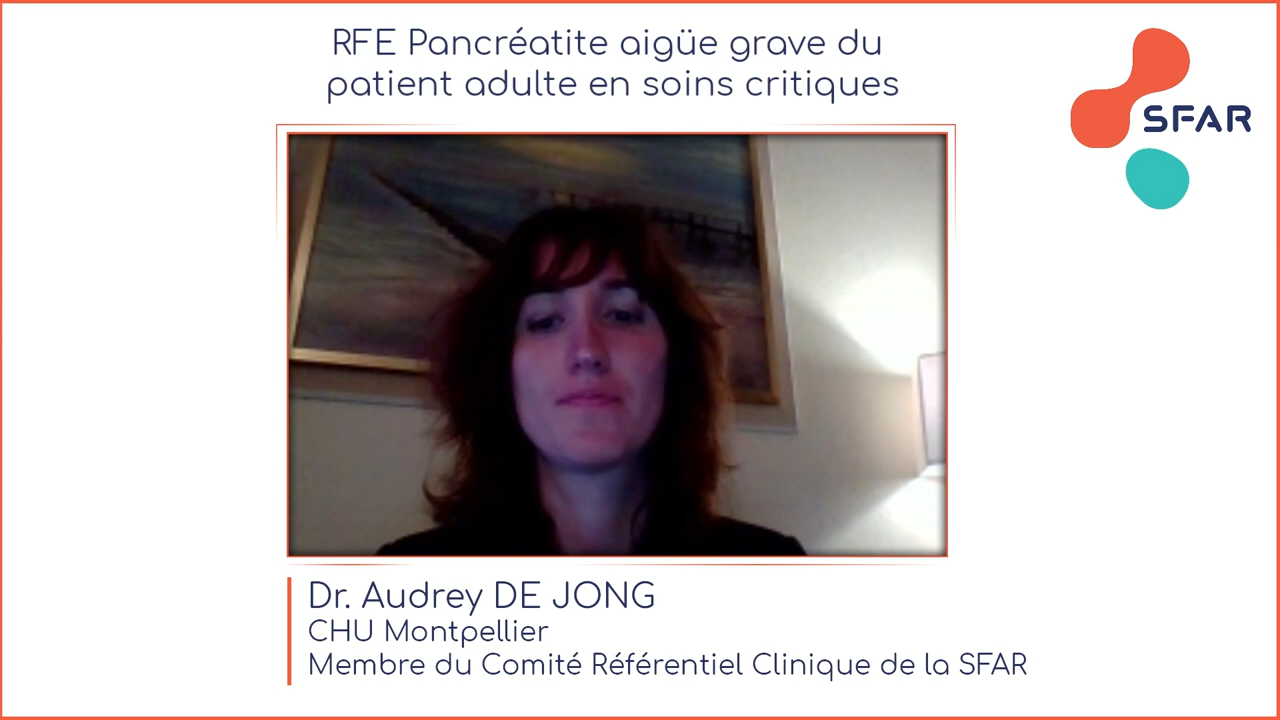 RFE Pancréatite aigüe grave du
patient adulte en soins critiques
SFAR
Dr. Audrey DE JONG
CHU Montpellier
Membre du Comité Référentiel Clinique de la SFAR